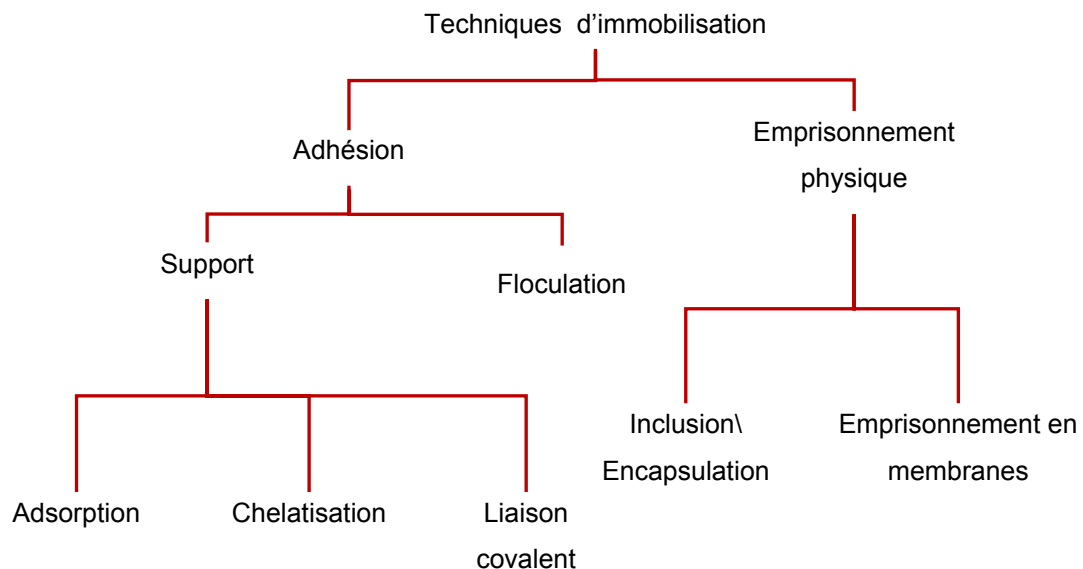 Techniques d’immobilisation
Adhésion
Emprisonnement
physique
Support
Floculation
Inclusion\
Encapsulation
Emprisonnement en
membranes
Adsorption
Chelatisation
Liaison
covalent